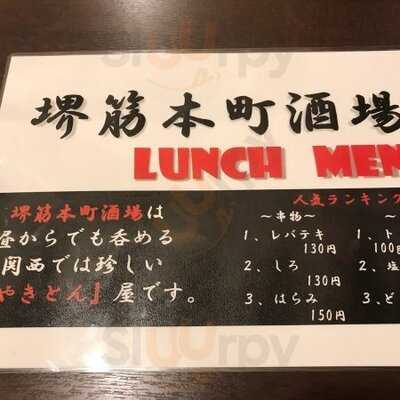 堺筋本町酒場
LUNCH MEN
堺筋本町酒場は
昼からでも呑める
関西では珍しい
やきとん』屋です。
人気ランキング
～串物～
1、レバテキ
130円
2、しろ
130円
3、はらみ
150円
～
1、ト
100
2、塩
3、ど